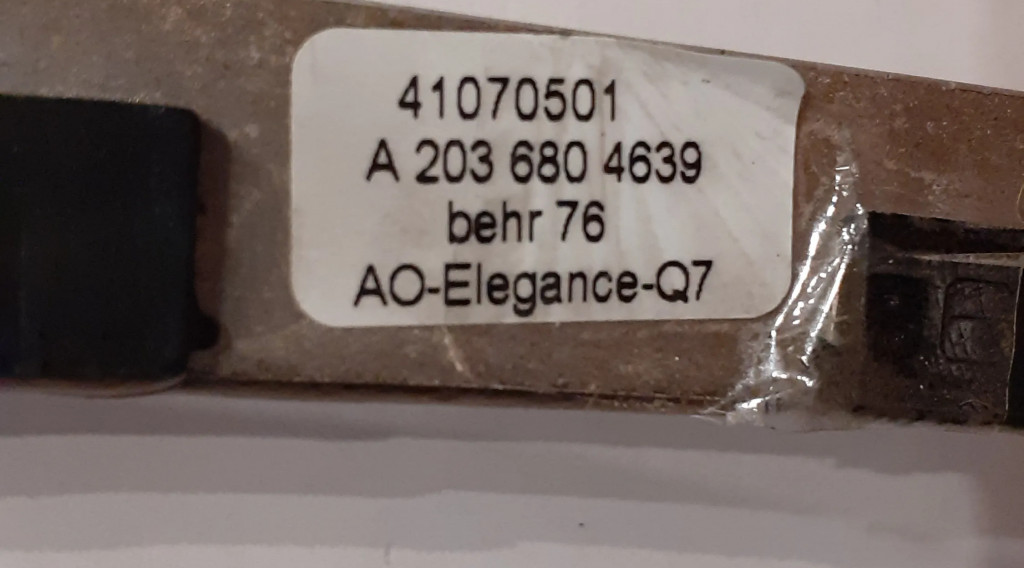 41070501
A 203 680 4639
behr 76
AO-Elegance-Q7